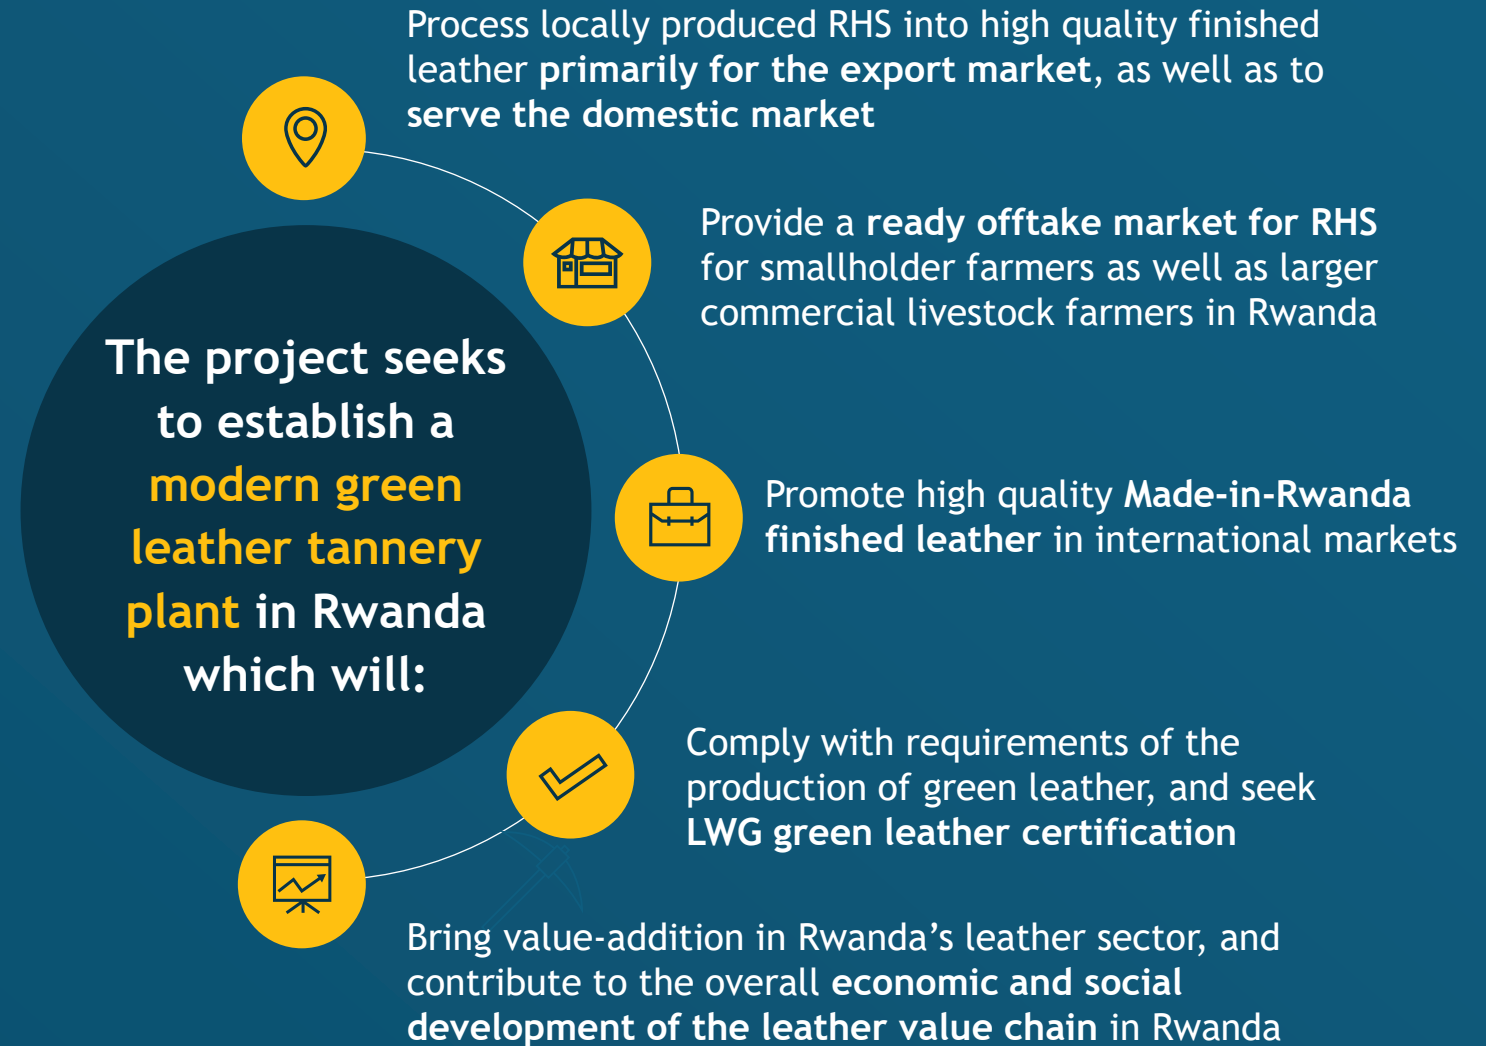 Process locally produced RHS into high quality finished
leather primarily for the export market, as well as to
serve the domestic market
Provide a ready offtake market for RHS
for smallholder farmers as well as larger
commercial livestock farmers in Rwanda
The project seeks
to establish a
modern green
leather tannery
plant in Rwanda
which will:
Promote high quality Made-in-Rwanda
finished leather in international markets
Comply with requirements of the
production of green leather, and seek
LWG green leather certification
Bring value-addition in Rwanda’s leather sector, and
contribute to the overall economic and social
development of the leather value chain in Rwanda